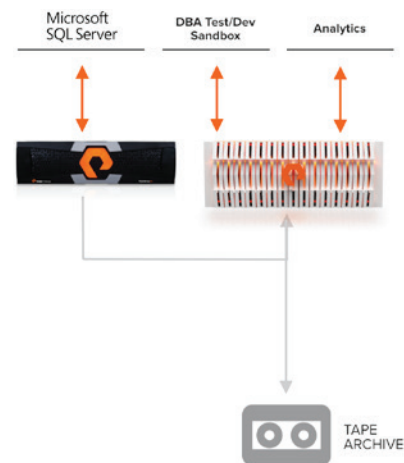 Microsoft
SQL Server
DBA Test/Dev
Sandbox
Analytics
TAPE
ARCHIVE